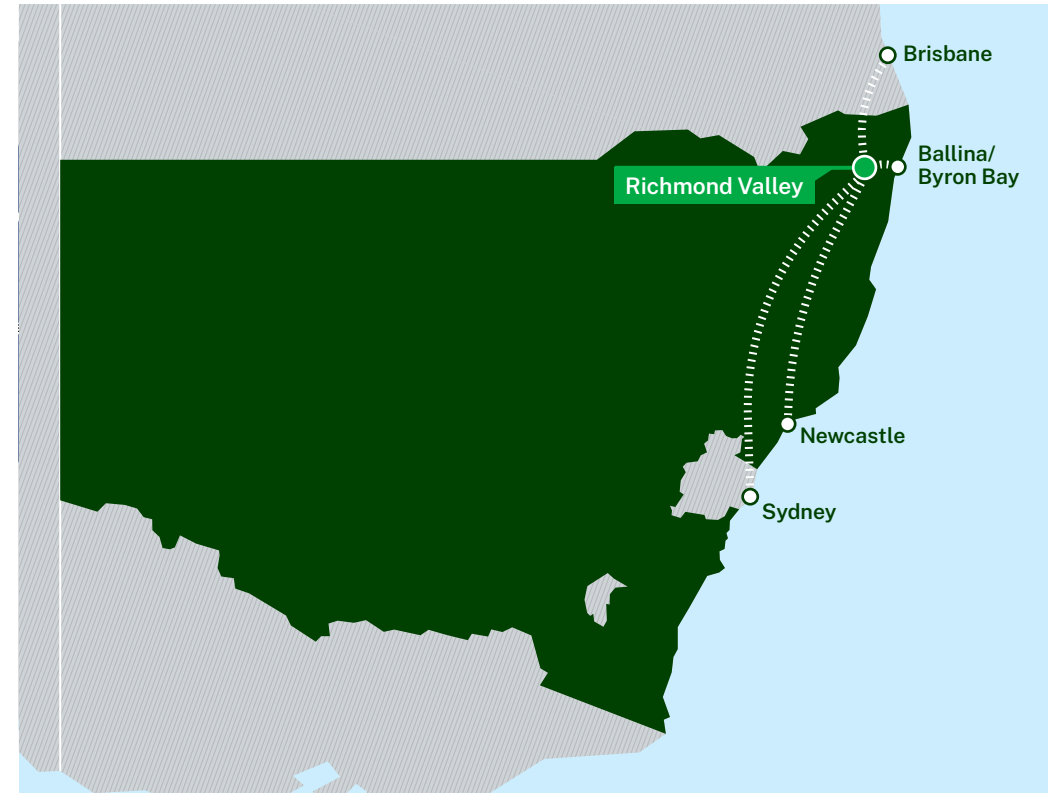 Brisbane
Ballina/
Byron Bay
Richmond Valley
Newcastle
Sydney